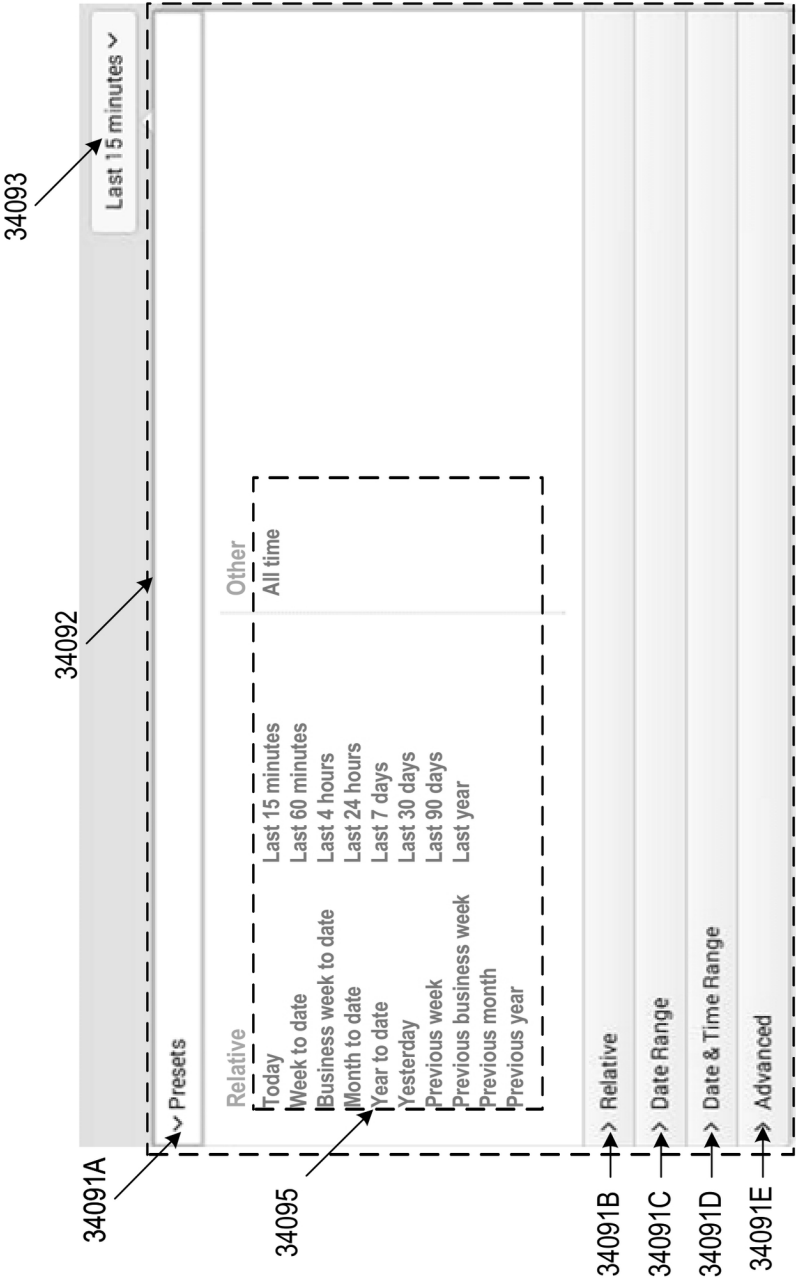 34093
Last 15 minutes
34092
34091A
Presets
Relative
Other
Today
Last 15 minutes
All time
Week to date
Last 60 minutes
Business week to date
Last 4 hours
Month to date
Last 24 hours
Year to date
Last 7 days
Yesterday
Last 30 days
Previous week
Last 90 days
Previous business week
Last year
Previous month
Previous year
34095
34091B
Relative
34091C
Date Range
34091D
Date & Time Range
34091E
Advanced